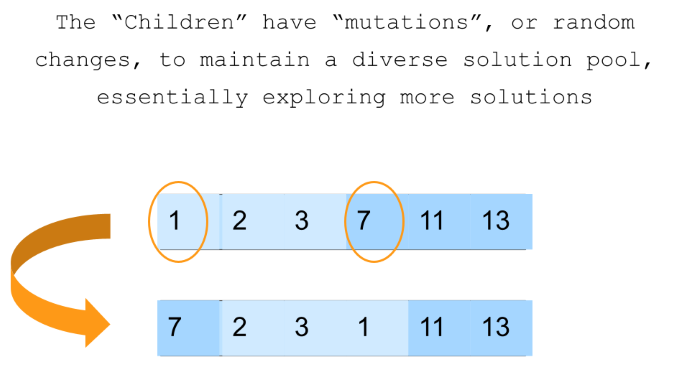 The “Children” have “mutations”, or random
changes, to maintain a diverse solution pool,
essentially exploring more solutions
1 2 3 7 11 13
7 2 3 1 11 13